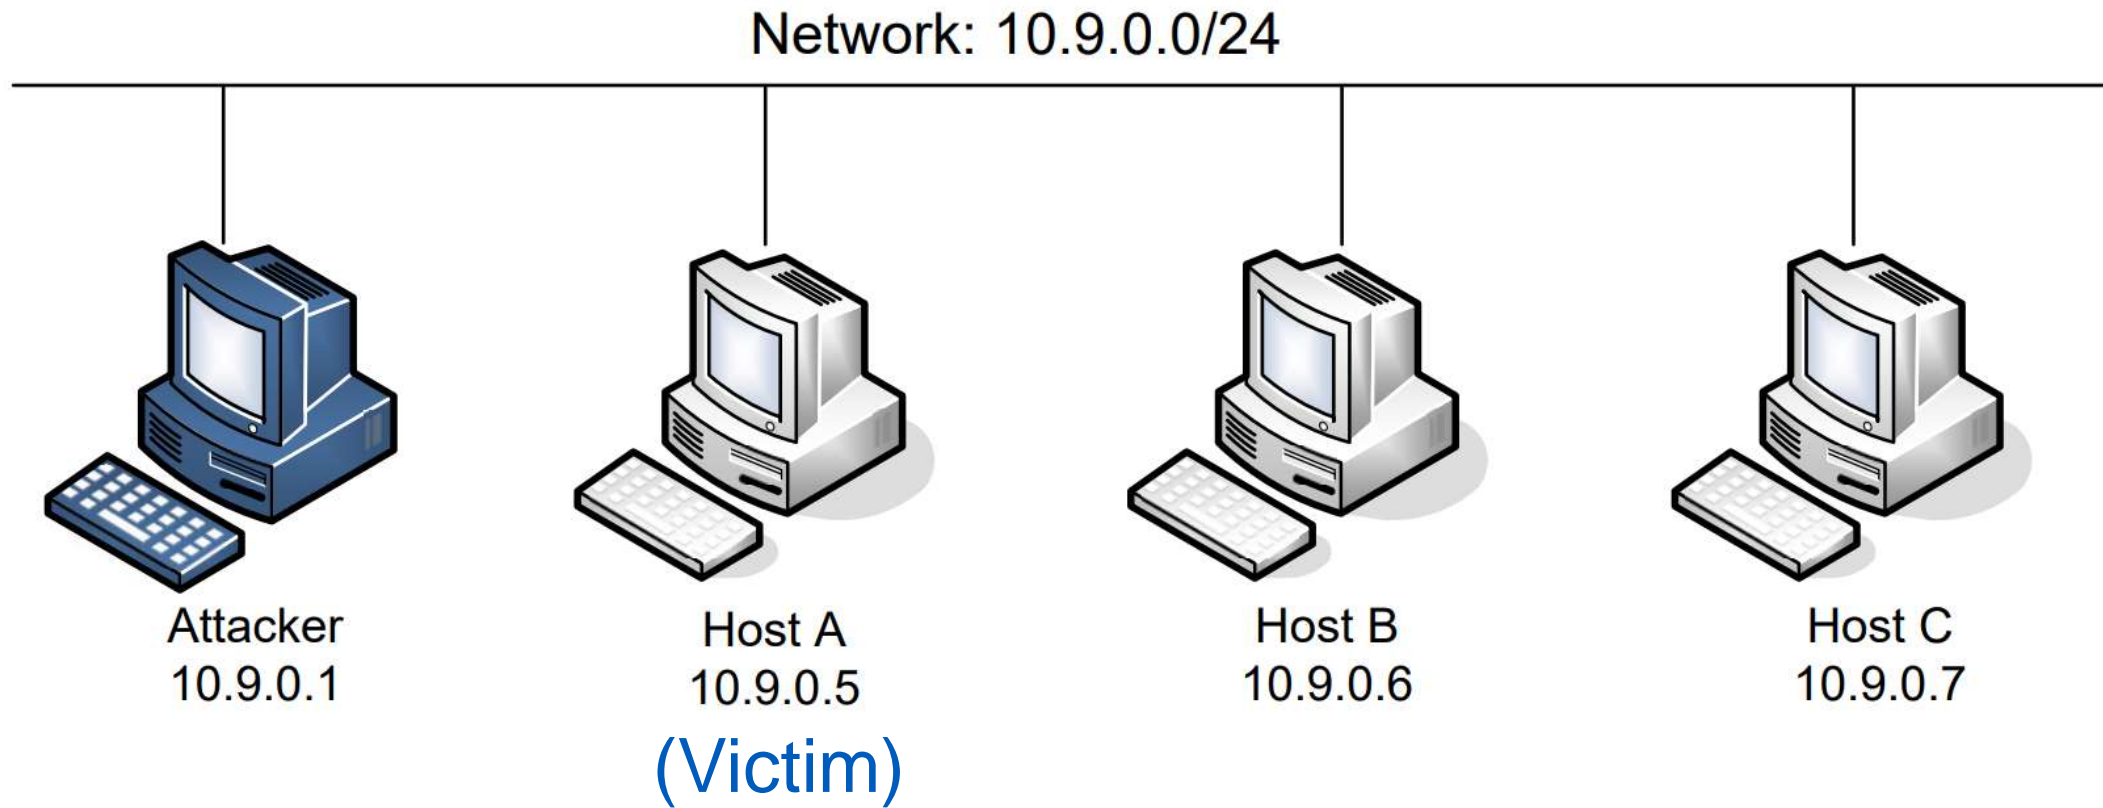 Network: 10.9.0.0/24
Attacker
10.9.0.1
Host A
10.9.0.5
(Victim)
Host B
10.9.0.6
Host C
10.9.0.7